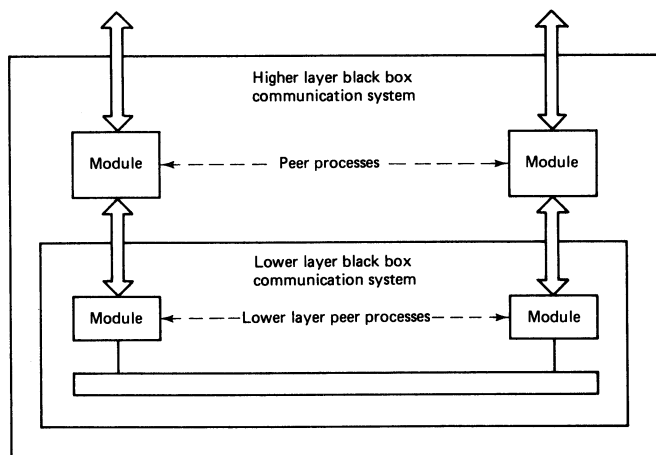 Higher layer black box
communication system
Module
Peer processes
Module
Lower layer black box
communication system
Module
Lower layer peer processes
Module